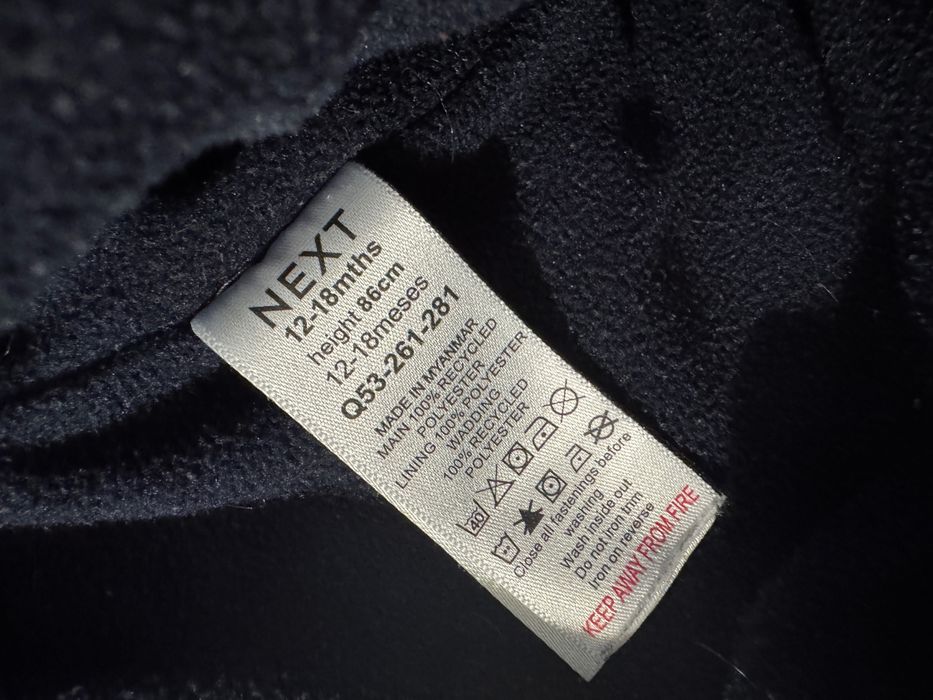 NEXT
12-18mths
height 86cm
12-18meses
Q53-261-281
MADE IN MYANMAR
MAIN 100% RECYCLED
POLYESTER
LINING 100% POLYESTER
WADDING
100% RECYCLED
POLYESTER
40
Close all fastenings before
washing
Wash inside out
Do not iron trim
Iron on reverse
KEEP AWAY FROM FIRE